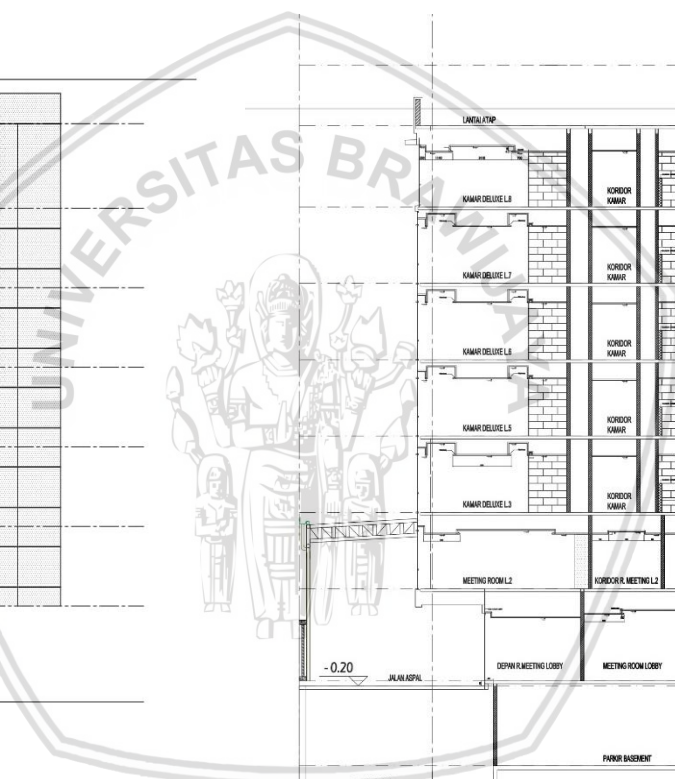 UNIVERSITAS BRAWIJAYA
LANTAI ATAP
KAMAR DELUXE L.8
KORIDOR
KAMAR
KAMAR DELUXE L.7
KORIDOR
KAMAR
KAMAR DELUXE L.6
KORIDOR
KAMAR
KAMAR DELUXE L.5
KORIDOR
KAMAR
KAMAR DELUXE L.3
KORIDOR
KAMAR
MEETING ROOM L.2
KORIDOR R. MEETING L.2
- 0.20
JALAN ASPAL
DEPAN R.MEETING LOBBY
MEETING ROOM LOBBY
PARKIR BASEMENT